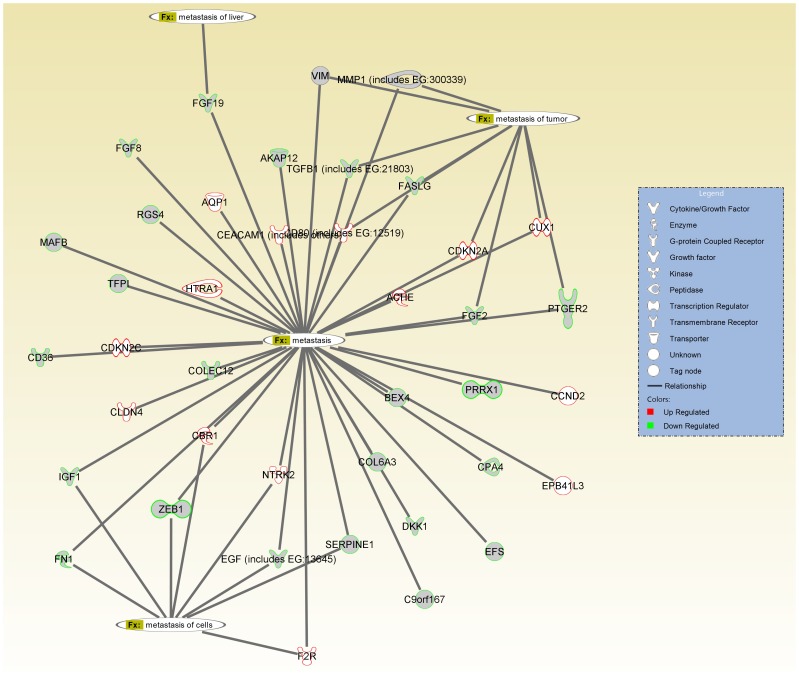 Fx: metastasis of liver
VIM
MMP1 (includes EG:300339)
FGF19
Fx: metastasis of tumor
FGF8
AKAP12
TGFB1 (includes EG:21803)
FASLG
AQP1
RGS4
CEACAM1 (includes others)
CD80 (includes EG:12519)
CUX1
MAFB
CDKN2A
TFPI
HTRA1
ACHE
FGF2
PTGER2
Fx: metastasis
CDKN2C
CD36
COLEC12
PRRX1
BEX4
CCND2
CLDN4
CBR1
COL6A3
CPA4
IGF1
NTRK2
EPB41L3
ZEB1
DKK1
SERPINE1
EFS
FN1
EGF (includes EG:13645)
C9orf167
Fx: metastasis of cells
F2R
Legend
Cytokine/Growth Factor
Enzyme
G-protein Coupled Receptor
Growth factor
Kinase
Peptidase
Transcription Regulator
Transmembrane Receptor
Transporter
Unknown
Tag node
Relationship
Colors:
Up Regulated
Down Regulated